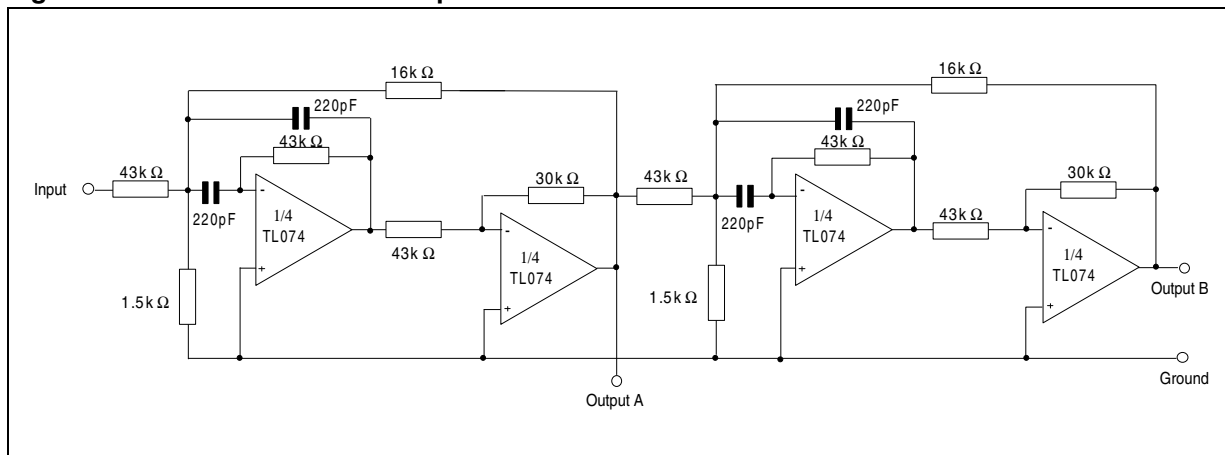 16k Ω
220pF
43k Ω
43k Ω
Input
220pF
-
1/4
TL074
+
1.5k Ω
43k Ω
30k Ω
-
1/4
TL074
+
Output A
16k Ω
220pF
43k Ω
43k Ω
220pF
-
1/4
TL074
+
1.5k Ω
43k Ω
30k Ω
-
1/4
TL074
+
Output B
Ground